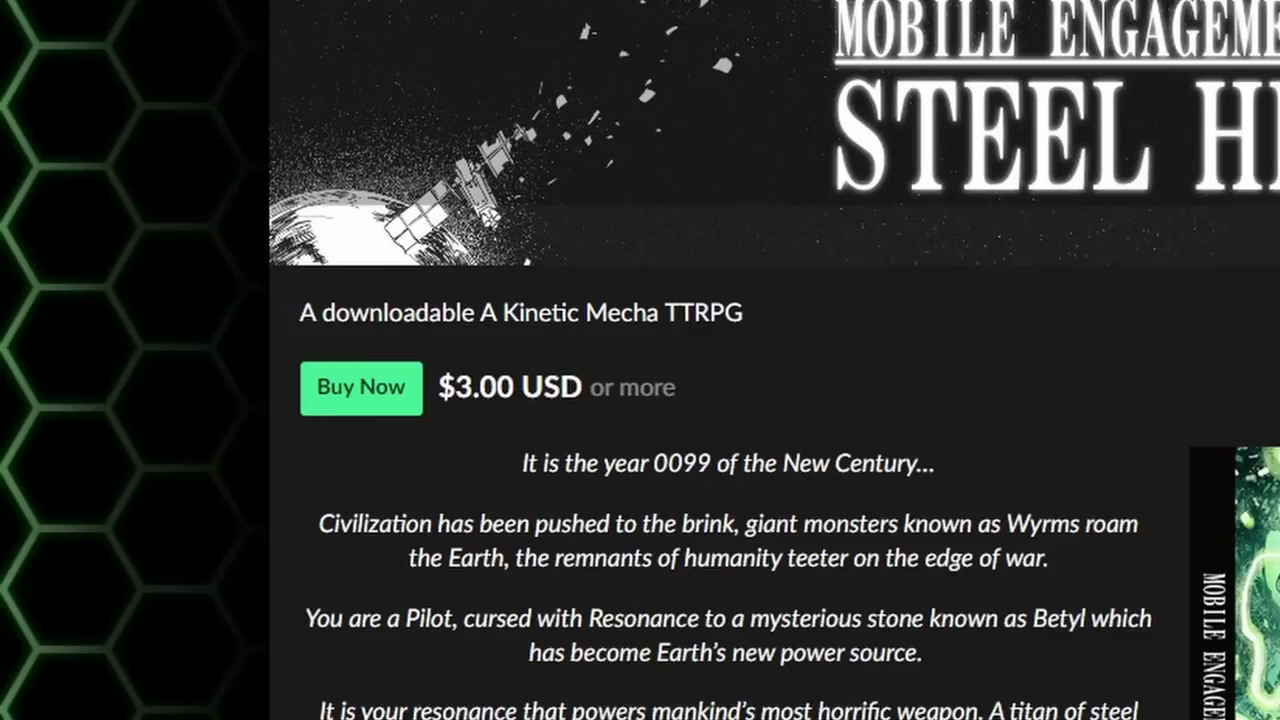 MOBILE ENGAGEME
STEEL H
A downloadable A Kinetic Mecha TTRPG
Buy Now $3.00 USD or more
It is the year 0099 of the New Century...
Civilization has been pushed to the brink, giant monsters known as Wyrms roam
the Earth, the remnants of humanity teeter on the edge of war.
You are a Pilot, cursed with Resonance to a mysterious stone known as Betyl which
has become Earth's new power source.
It is your resonance that powers mankind's most horrific weapon. A titan of steel
MOBILE ENGAGE